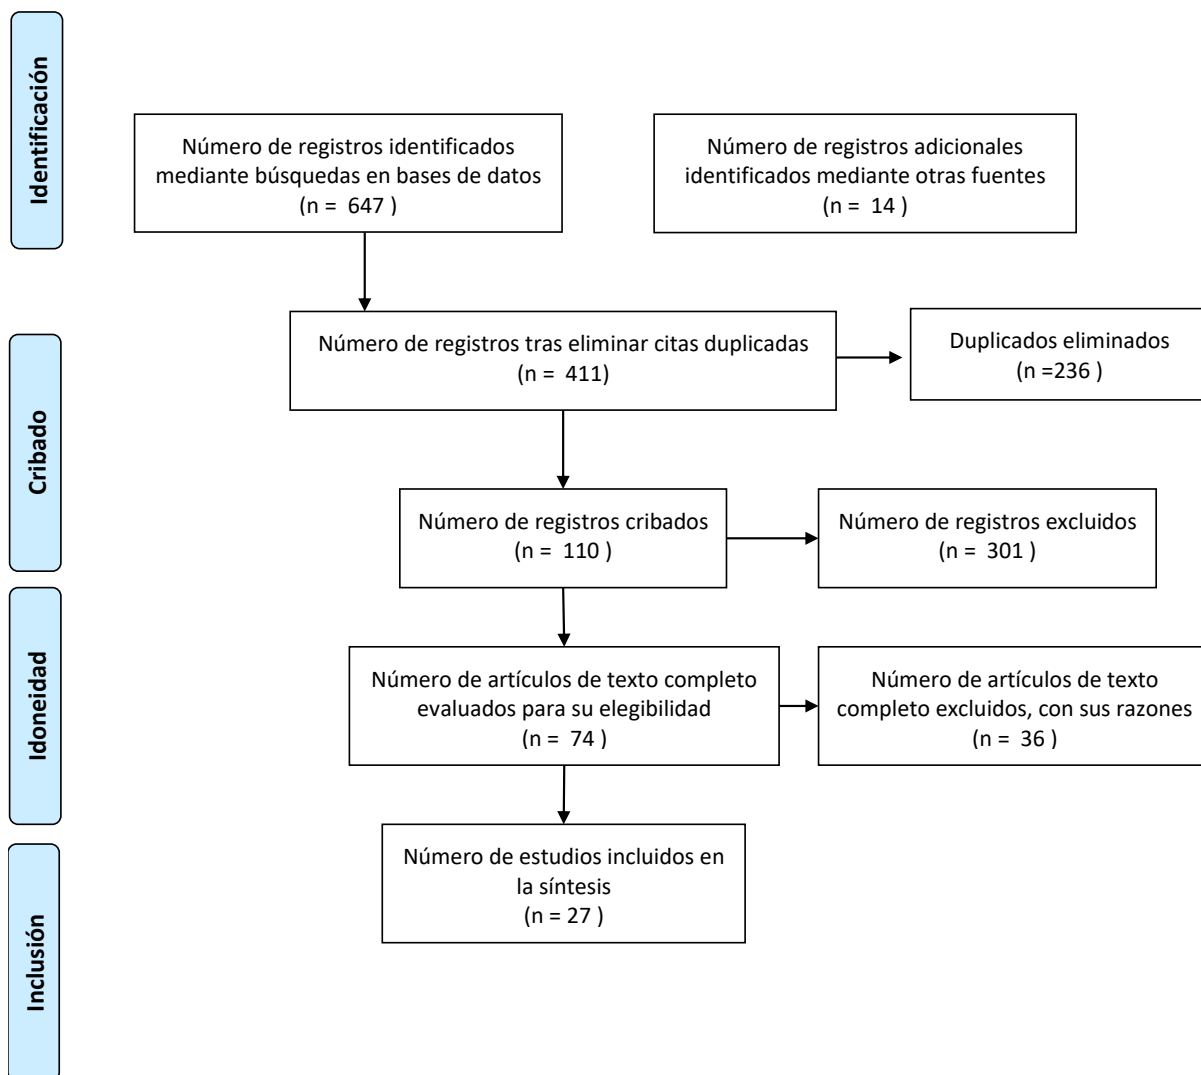 Identificación
Número de registros identificados
mediante búsquedas en bases de datos
(n = 647 )
Número de registros adicionales
identificados mediante otras fuentes
(n = 14 )
Cribado
Número de registros tras eliminar citas duplicadas
(n = 411)
Duplicados eliminados
(n =236 )
Número de registros cribados
(n = 110 )
Número de registros excluidos
(n = 301 )
Idoneidad
Número de artículos de texto completo
evaluados para su elegibilidad
(n = 74 )
Número de artículos de texto
completo excluidos, con sus razones
(n = 36 )
Inclusión
Número de estudios incluidos en
la síntesis
(n = 27 )